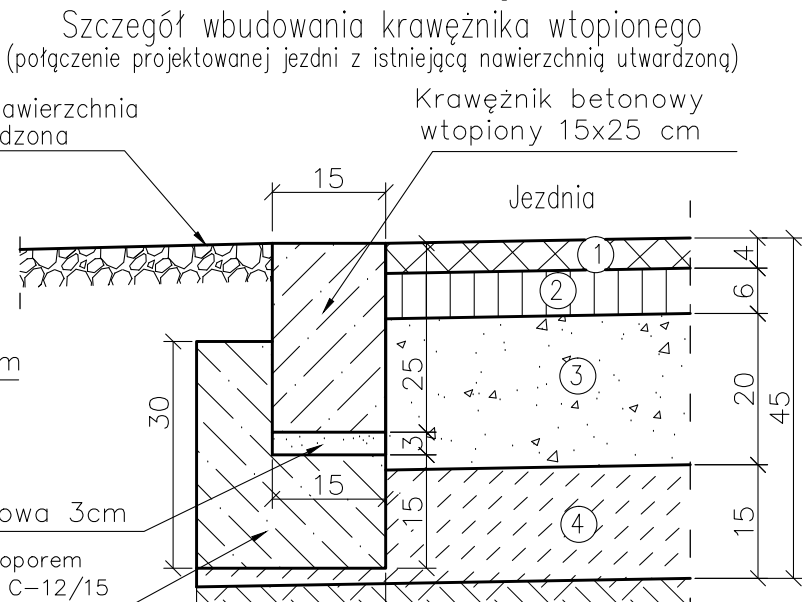 Szczegół wbudowania krawężnika wtopionego
(połączenie projektowanej jezdni z istniejącą nawierzchnią utwardzoną)
awierzchnia
dzona
Krawężnik betonowy
wtopiony 15x25 cm
15
Jezdnia
1
4
2
6
m
30
25
3
20
45
3
15
owa 3cm
15
4
15
oporem
C-12/15